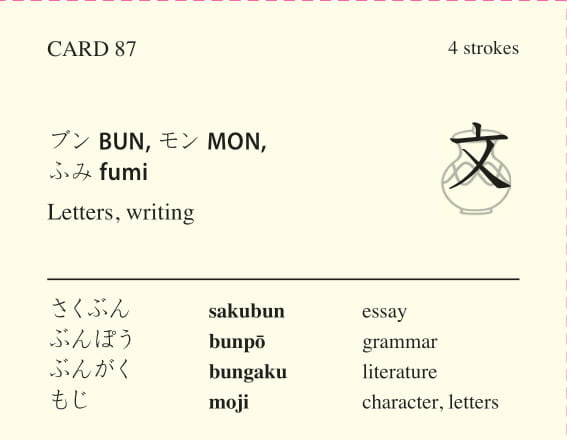 CARD 87 4 strokes
ブン BUN, モン MON,
ふみ fumi
文
Letters, writing
さくぶん sakubun essay
ぶんぽう bunpō grammar
ぶんがく bungaku literature
もじ moji character, letters